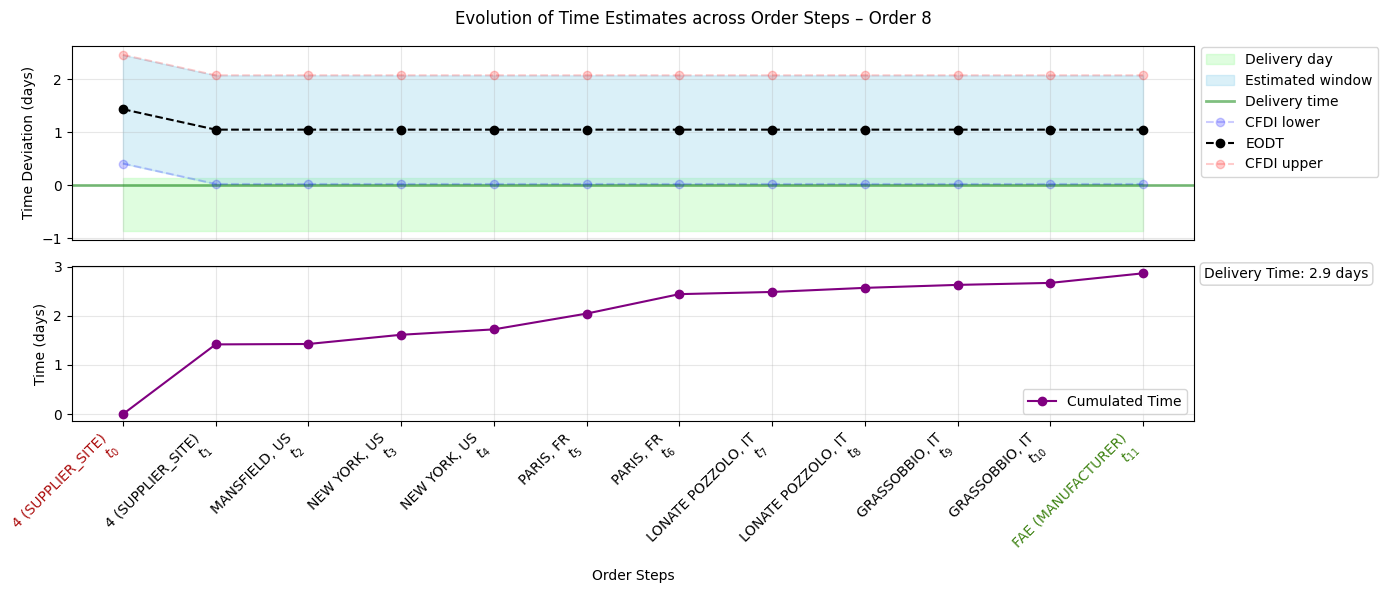 Evolution of Time Estimates across Order Steps – Order 8
Time Deviation (days)
2
1
0
−1
Delivery day
Estimated window
Delivery time
CFDI lower
EODT
CFDI upper
Time (days)
3
2
1
0
Delivery Time: 2.9 days
Cumulated Time
4 (SUPPLIER_SITE)
t₀
4 (SUPPLIER_SITE)
t₁
MANSFIELD, US
t₂
NEW YORK, US
t₃
NEW YORK, US
t₄
PARIS, FR
t₅
PARIS, FR
t₆
LONATE POZZOLO, IT
t₇
LONATE POZZOLO, IT
t₈
GRASSOBBIO, IT
t₉
GRASSOBBIO, IT
t₁₀
FAE (MANUFACTURER)
t₁₁
Order Steps